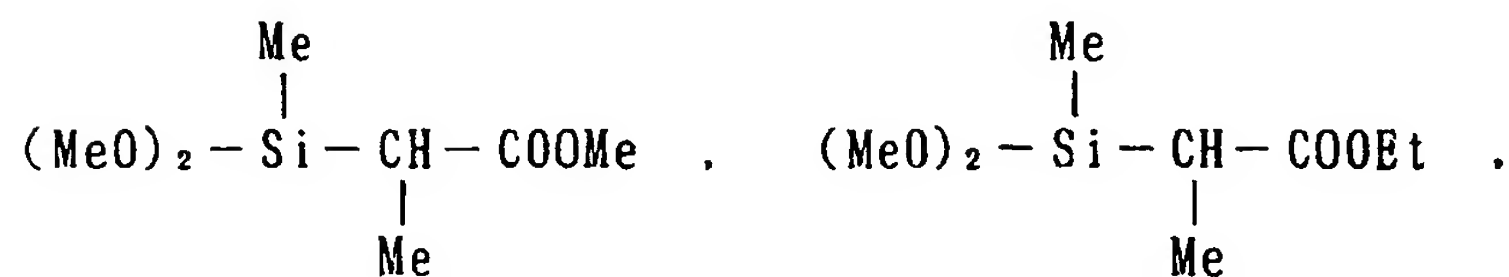 Me Me
(MeO)₂－Si－CH－COOMe . (MeO)₂－Si－CH－COOEt .
Me Me